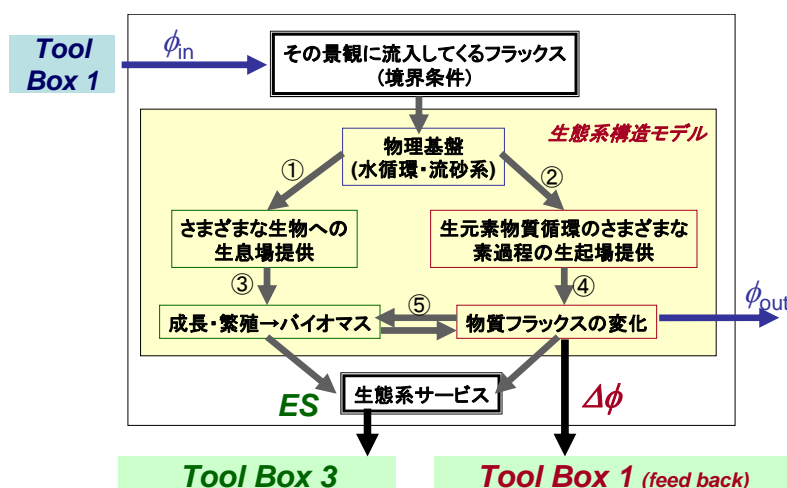 Tool
Box 1
ϕin
その景観に流入してくるフラックス
(境界条件)
生態系構造モデル
物理基盤
(水循環・流砂系)
①
②
さまざまな生物への
生息場提供
生元素物質循環のさまざまな
素過程の生起場提供
③
④
⑤
ϕout
成長・繁殖→バイオマス
物質フラックスの変化
ES
生態系サービス
Δϕ
Tool Box 3
Tool Box 1 (feed back)